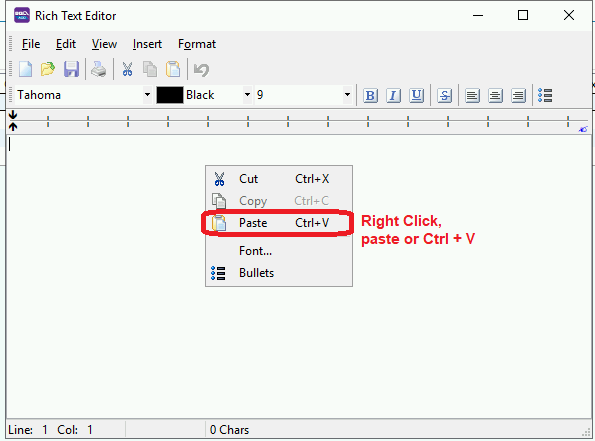 Rich Text Editor
File Edit View Insert Format
Tahoma Black 9 B I U S
Cut Ctrl+X
Copy Ctrl+C
Paste Ctrl+V
Right Click,
paste or Ctrl + V
Font...
Bullets
Line: 1 Col: 1 0 Chars